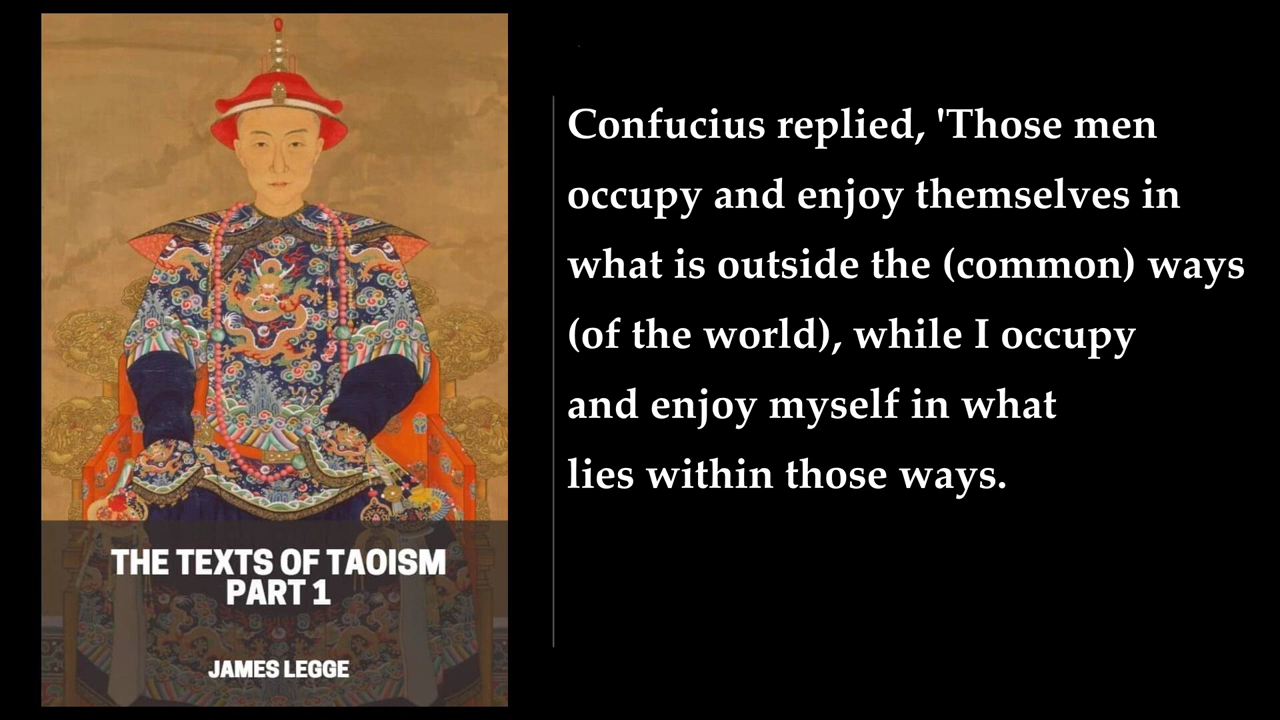 THE TEXTS OF TAOISM
PART 1
JAMES LEGGE
Confucius replied, 'Those men
occupy and enjoy themselves in
what is outside the (common) ways
(of the world), while I occupy
and enjoy myself in what
lies within those ways.